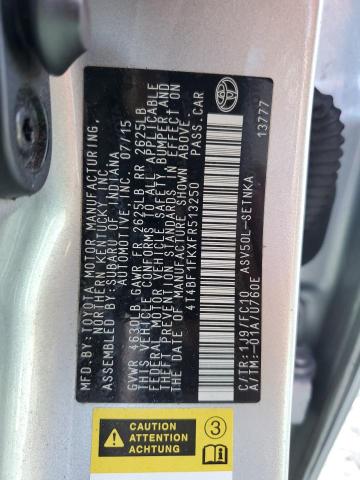 MFD.BY:TOYOTA MOTOR MANUFACTURING,
NORTHERN KENTUCKY, INC.
ASSEMBLED BY:SUBARU OF INDIANA
AUTOMOTIVE, INC. 07/15
GVWR 4630LB GAWR FR 2625LB RR 2625LB
THIS VEHICLE CONFORMS TO ALL APPLICABLE
FEDERAL MOTOR VEHICLE SAFETY BUMPER, AND
THEFT PREVENTION STANDARDS IN EFFECT ON
THE DATE OF MANUFACTURE SHOWN ABOVE.
4T4BF1FKXFR513250 PASS.CAR
C/TR:1J9/FC10 ASV50L-SETNKA
A/TM:-01A/U760E 13777
CAUTION
ATTENTION
ACHTUNG
3